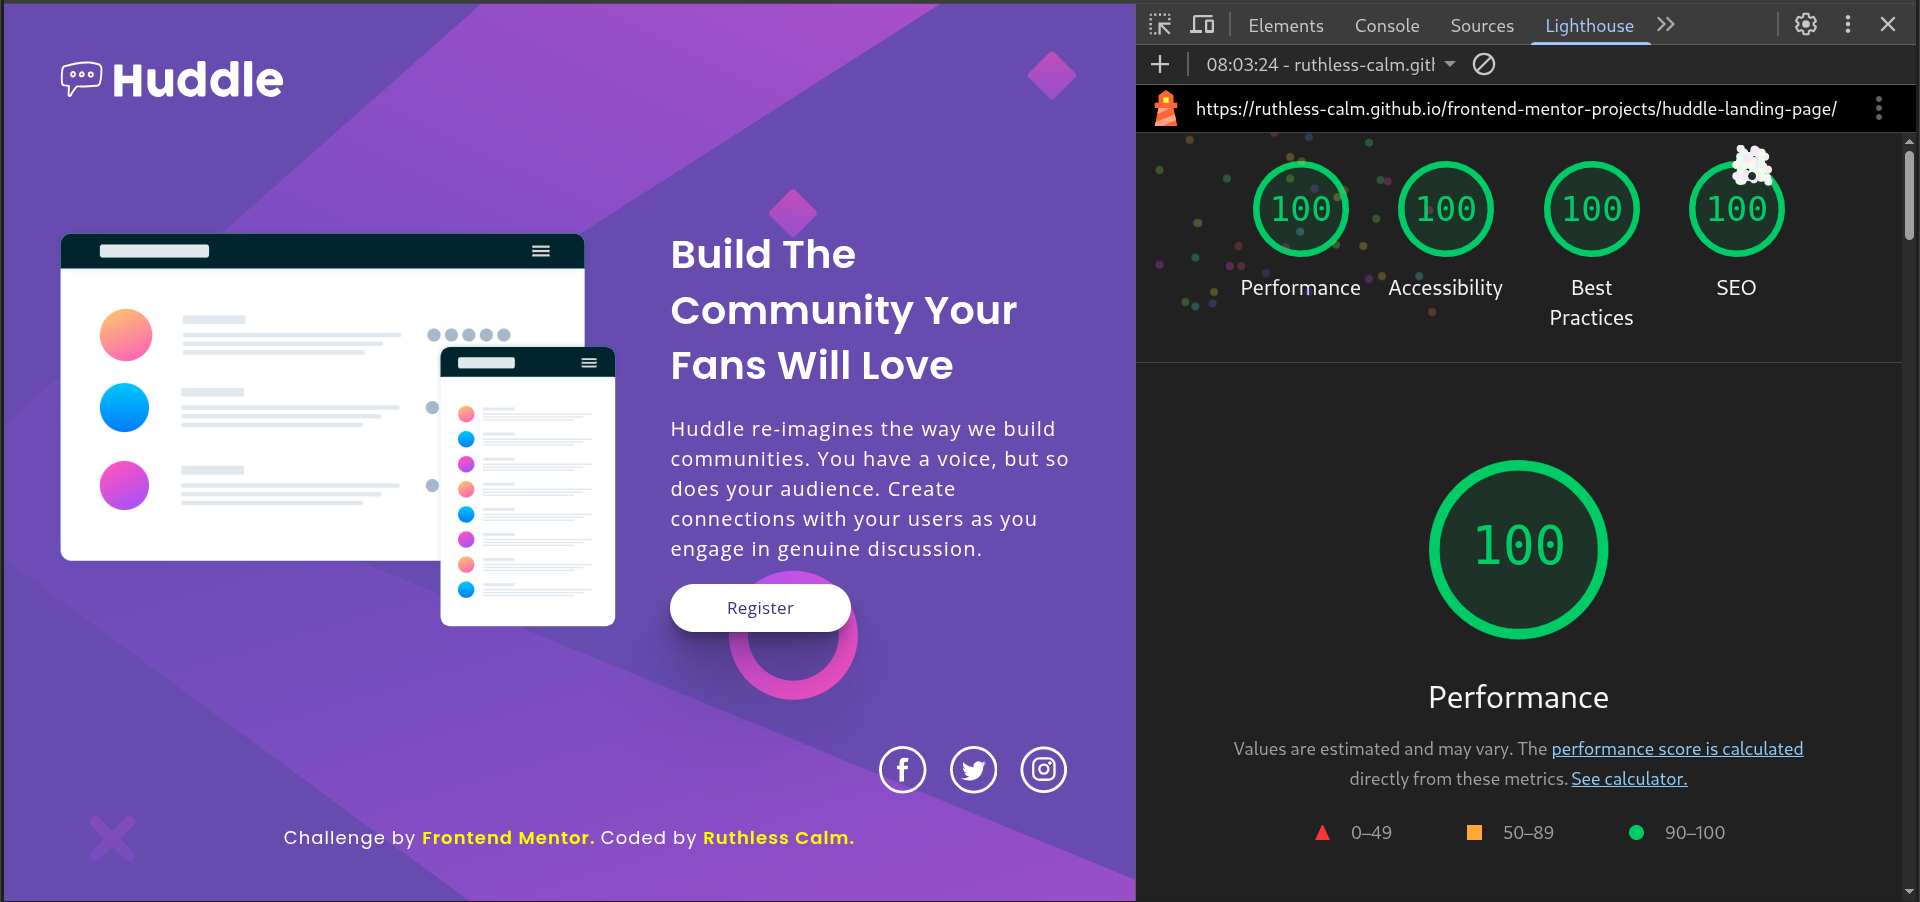 Huddle
Build The
Community Your
Fans Will Love
Huddle re-imagines the way we build
communities. You have a voice, but so
does your audience. Create
connections with your users as you
engage in genuine discussion.
Register
Challenge by Frontend Mentor. Coded by Ruthless Calm.
Elements Console Sources Lighthouse
08:03:24 - ruthless-calm.gith
https://ruthless-calm.github.io/frontend-mentor-projects/huddle-landing-page/
100 100 100 100
Performance Accessibility Best Practices SEO
100
Performance
Values are estimated and may vary. The performance score is calculated
directly from these metrics. See calculator.
0–49 50–89 90–100